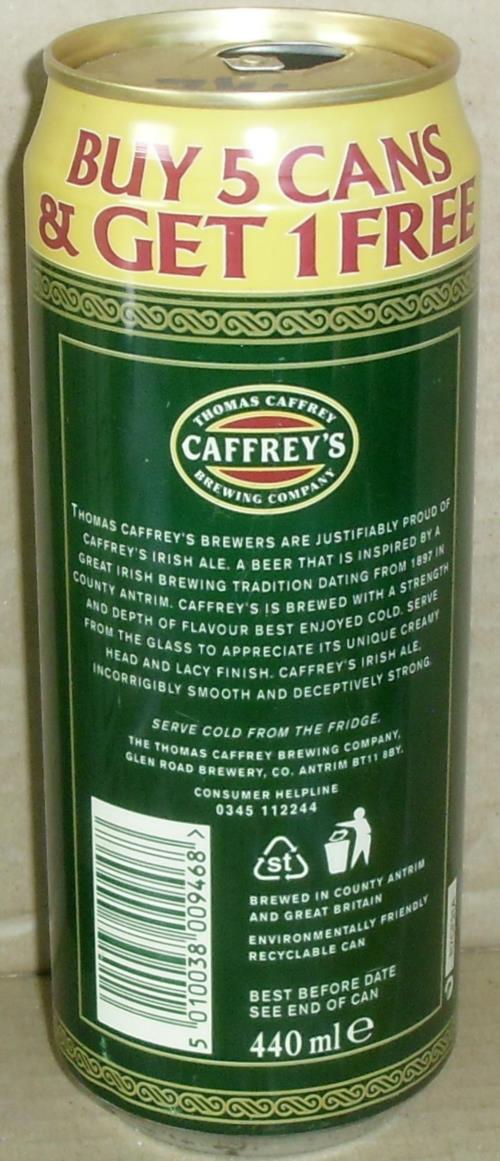 BUY 5 CANS
& GET 1 FREE
THOMAS CAFFREY
CAFFREY'S
BREWING COMPANY
THOMAS CAFFREY'S BREWERS ARE JUSTIFIABLY PROUD OF
CAFFREY'S IRISH ALE. A BEER THAT IS INSPIRED BY A
GREAT IRISH BREWING TRADITION DATING FROM 1897 IN
COUNTY ANTRIM. CAFFREY'S IS BREWED WITH A STRENGTH
AND DEPTH OF FLAVOUR BEST ENJOYED COLD. SERVE
FROM THE GLASS TO APPRECIATE ITS UNIQUE CREAMY
HEAD AND LACY FINISH. CAFFREY'S IRISH ALE,
INCORRIGIBLY SMOOTH AND DECEPTIVELY STRONG.
SERVE COLD FROM THE FRIDGE.
THE THOMAS CAFFREY BREWING COMPANY,
GLEN ROAD BREWERY, CO. ANTRIM BT11 8BY.
CONSUMER HELPLINE
0345 112244
st
BREWED IN COUNTY ANTRIM
AND GREAT BRITAIN
ENVIRONMENTALLY FRIENDLY
RECYCLABLE CAN
BEST BEFORE DATE
SEE END OF CAN
440 ml e
5 010038 009468 >